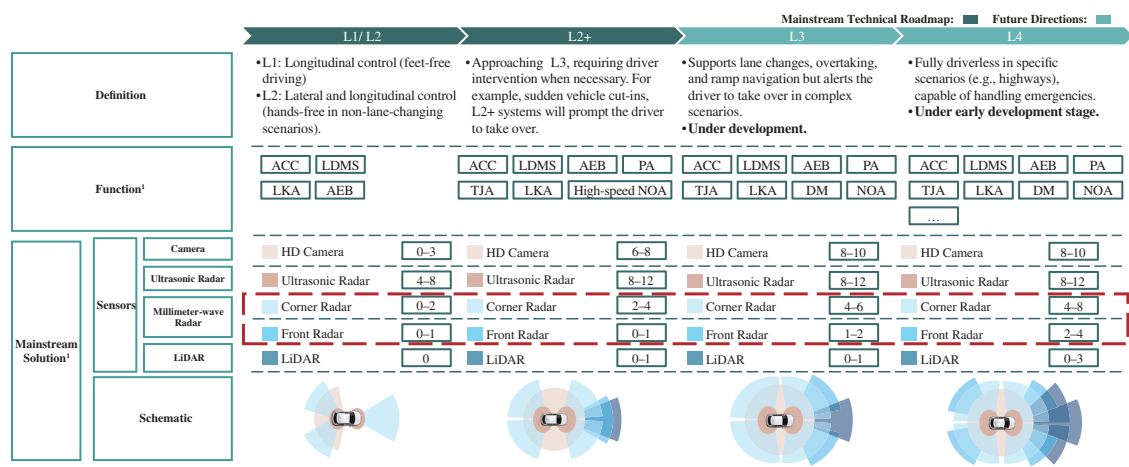 Mainstream Technical Roadmap: Future Directions:
L1/ L2 L2+ L3 L4
Definition
•L1: Longitudinal control (feet-free
driving)
•L2: Lateral and longitudinal control
(hands-free in non-lane-changing
scenarios).
•Approaching L3, requiring driver
intervention when necessary. For
example, sudden vehicle cut-ins,
L2+ systems will prompt the driver
to take over.
•Supports lane changes, overtaking,
and ramp navigation but alerts the
driver to take over in complex
scenarios.
•Under development.
•Fully driverless in specific
scenarios (e.g., highways),
capable of handling emergencies.
•Under early development stage.
Function¹
ACC LDMS
LKA AEB
ACC LDMS AEB PA
TJA LKA High-speed NOA
ACC LDMS AEB PA
TJA LKA DM NOA
ACC LDMS AEB PA
TJA LKA DM NOA
...
Mainstream
Solution¹
Sensors
Camera
HD Camera 0–3 HD Camera 6–8 HD Camera 8–10 HD Camera 8–10
Ultrasonic Radar
Ultrasonic Radar 4–8 Ultrasonic Radar 8–12 Ultrasonic Radar 8–12 Ultrasonic Radar 8–12
Millimeter-wave
Radar
Corner Radar 0–2 Corner Radar 2–4 Corner Radar 4–6 Corner Radar 4–8
Front Radar 0–1 Front Radar 0–1 Front Radar 1–2 Front Radar 2–4
LiDAR
LiDAR 0 LiDAR 0–1 LiDAR 0–1 LiDAR 0–3
Schematic